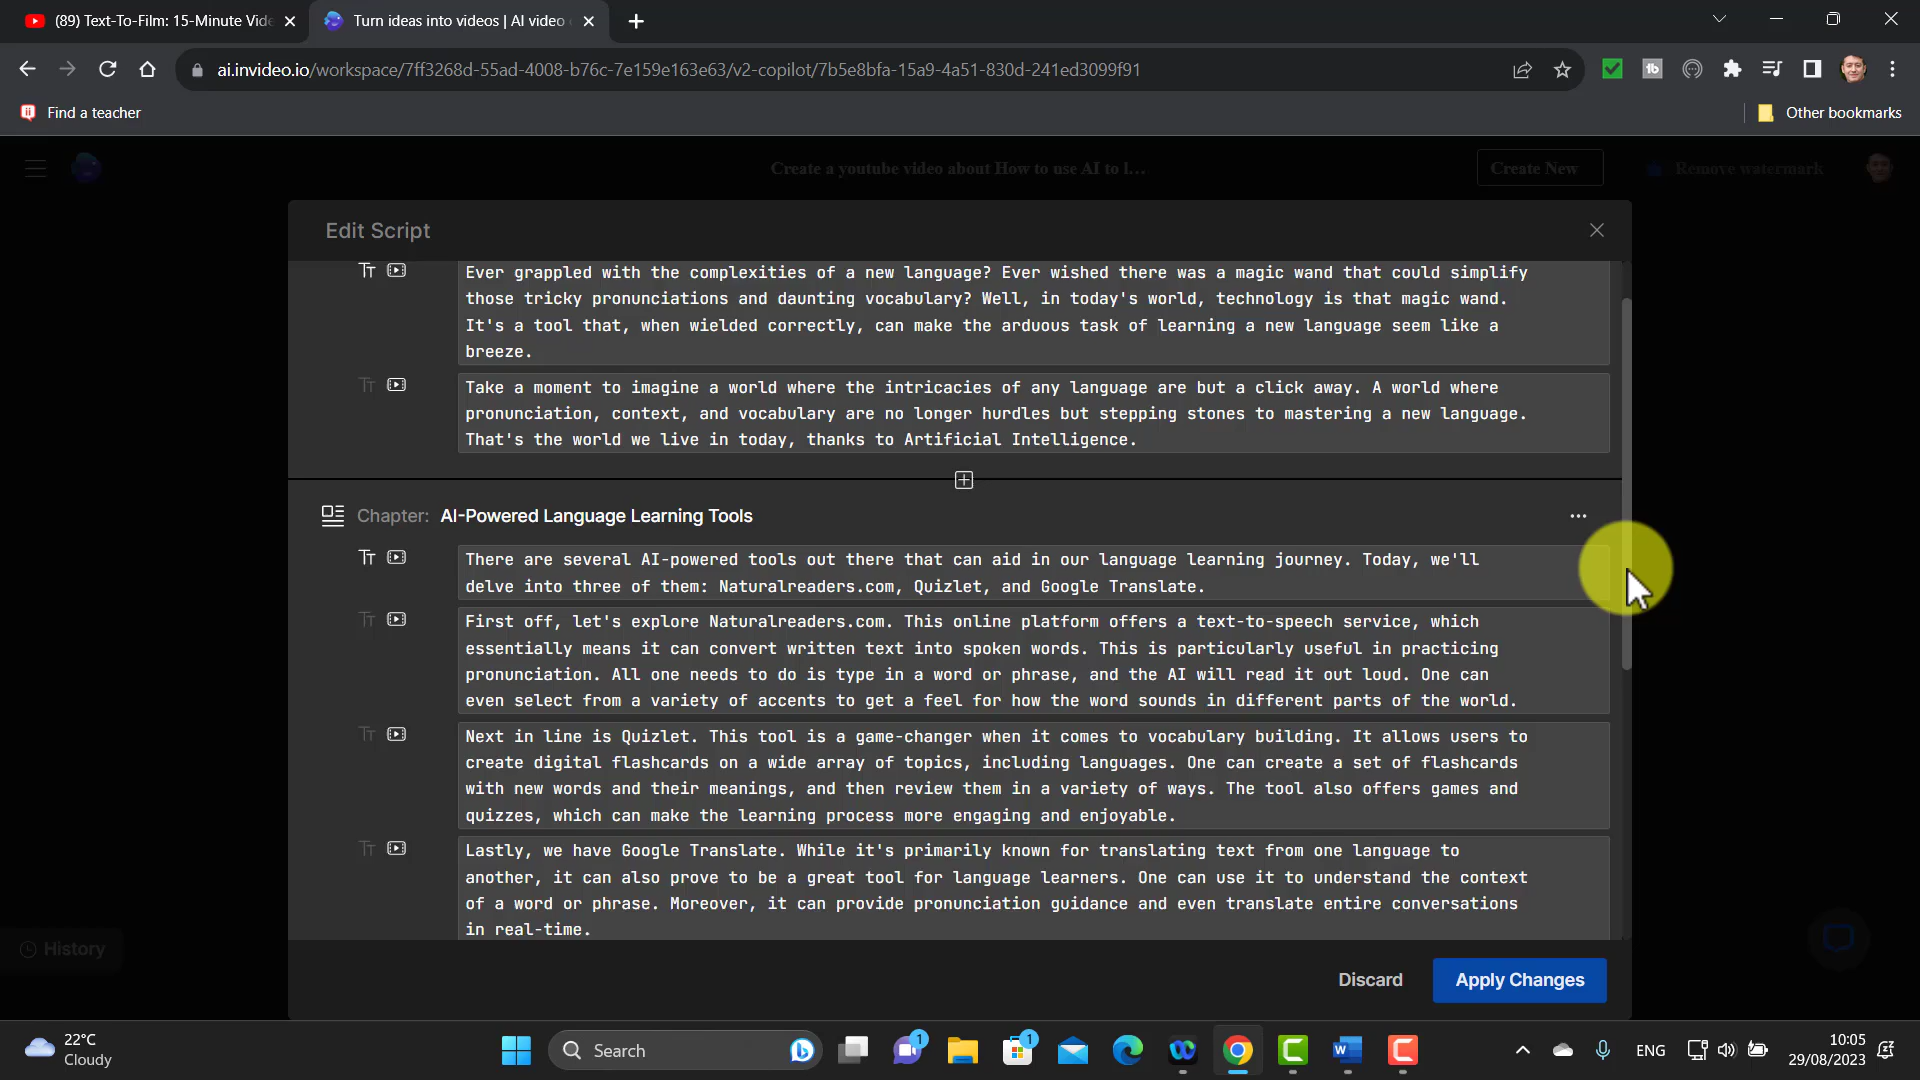 (89) Text-To-Film: 15-Minute Vide
Turn ideas into videos | AI video
ai.invideo.io/workspace/7ff3268d-55ad-4008-b76c-7e159e163e63/v2-copilot/7b5e8bfa-15a9-4a51-830d-241ed3099f91
Find a teacher
Other bookmarks
Create a youtube video about How to use AI to l...
Create New
Remove watermark
Edit Script
Ever grappled with the complexities of a new language? Ever wished there was a magic wand that could simplify
those tricky pronunciations and daunting vocabulary? Well, in today's world, technology is that magic wand.
It's a tool that, when wielded correctly, can make the arduous task of learning a new language seem like a
breeze.
Take a moment to imagine a world where the intricacies of any language are but a click away. A world where
pronunciation, context, and vocabulary are no longer hurdles but stepping stones to mastering a new language.
That's the world we live in today, thanks to Artificial Intelligence.
Chapter: AI-Powered Language Learning Tools
There are several AI-powered tools out there that can aid in our language learning journey. Today, we'll
delve into three of them: Naturalreaders.com, Quizlet, and Google Translate.
First off, let's explore Naturalreaders.com. This online platform offers a text-to-speech service, which
essentially means it can convert written text into spoken words. This is particularly useful in practicing
pronunciation. All one needs to do is type in a word or phrase, and the AI will read it out loud. One can
even select from a variety of accents to get a feel for how the word sounds in different parts of the world.
Next in line is Quizlet. This tool is a game-changer when it comes to vocabulary building. It allows users to
create digital flashcards on a wide array of topics, including languages. One can create a set of flashcards
with new words and their meanings, and then review them in a variety of ways. The tool also offers games and
quizzes, which can make the learning process more engaging and enjoyable.
Lastly, we have Google Translate. While it's primarily known for translating text from one language to
another, it can also prove to be a great tool for language learners. One can use it to understand the context
of a word or phrase. Moreover, it can provide pronunciation guidance and even translate entire conversations
in real-time.
History
Discard
Apply Changes
22°C
Cloudy
Search
1
1
ENG
10:05
29/08/2023